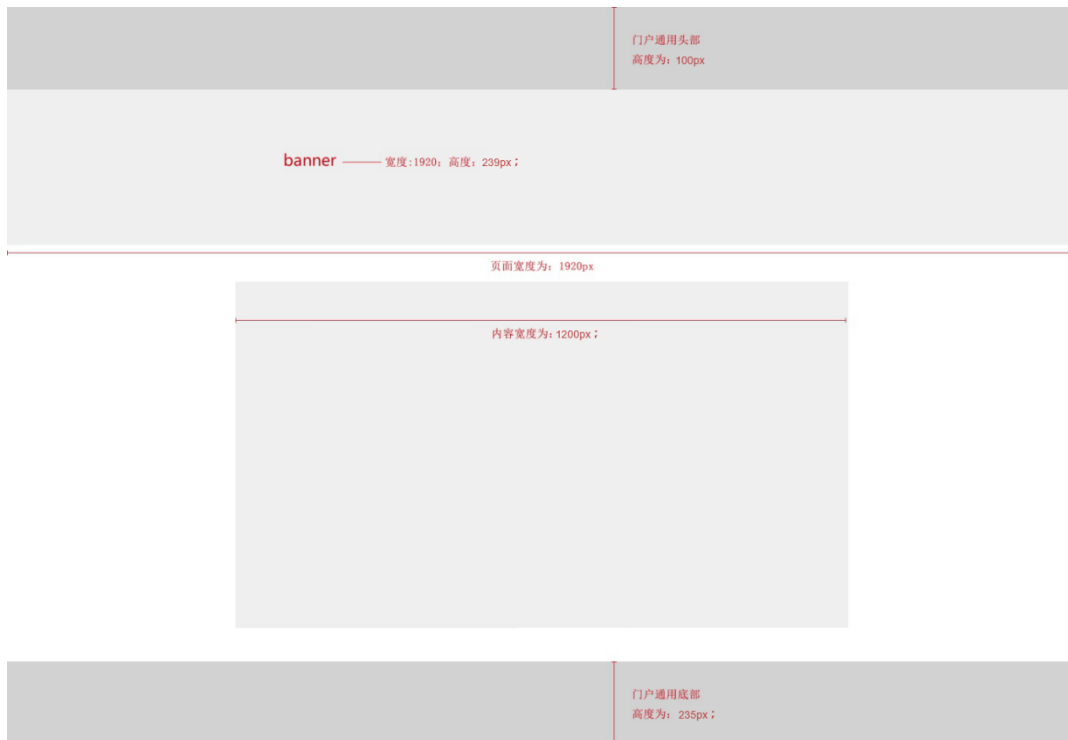 门户通用头部
高度为：100px
banner —— 宽度:1920；高度：239px；
页面宽度为：1920px
内容宽度为：1200px；
门户通用底部
高度为： 235px；